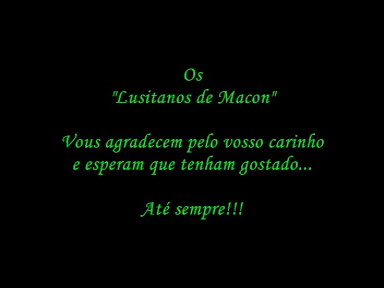 Os
"Lusitanos de Macon"
Vous agradecem pelo vosso carinho
e esperam que tenham gostado...
Até sempre!!!